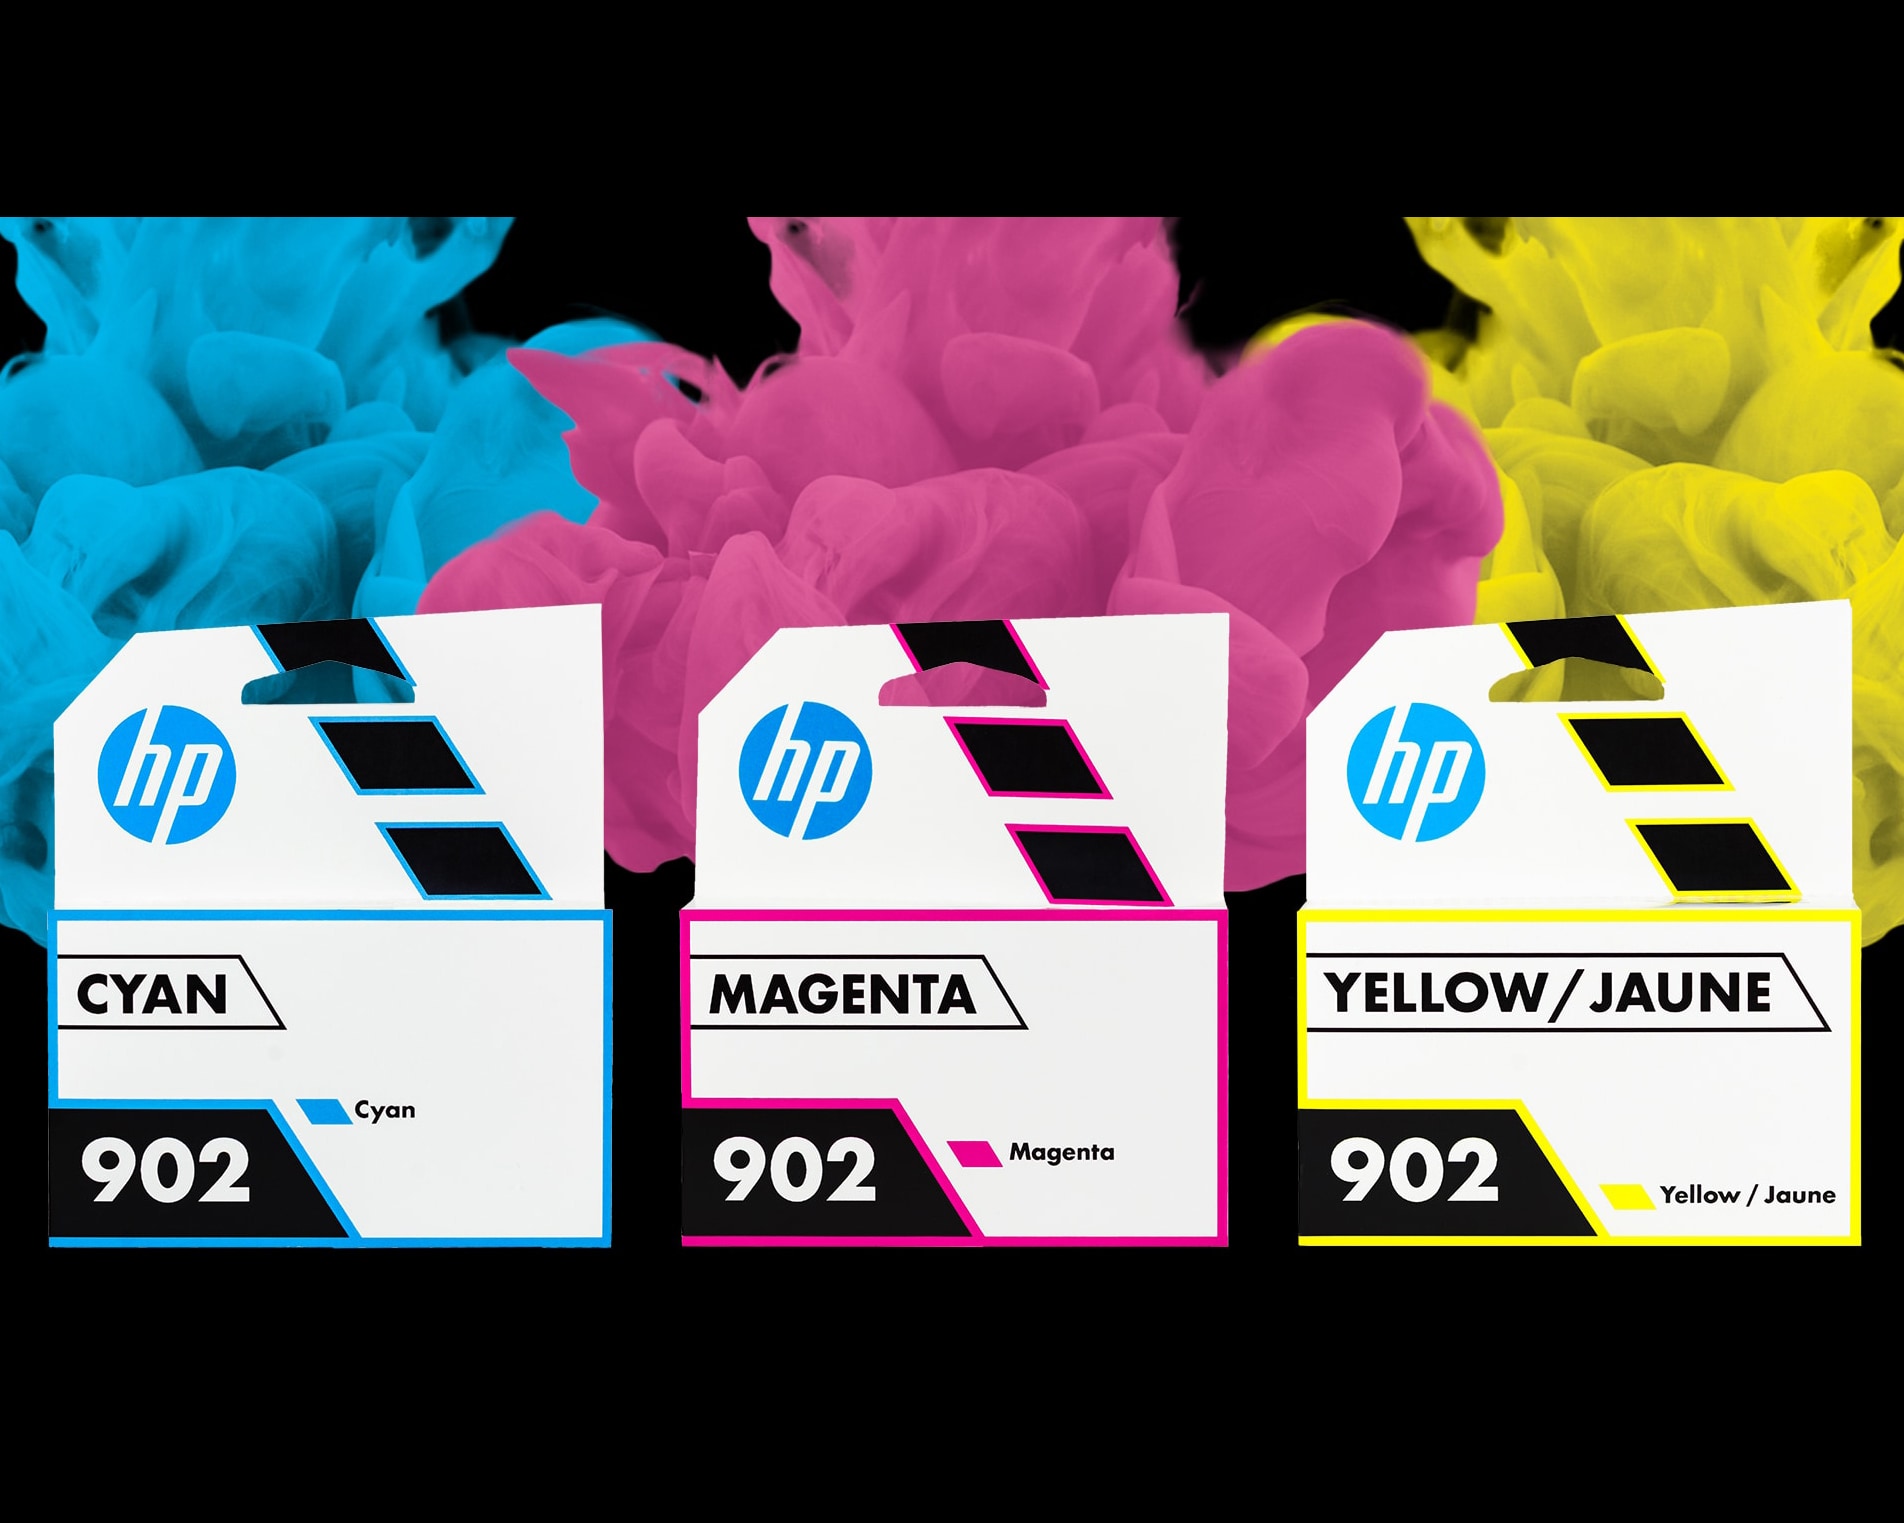 hp
CYAN
Cyan
902
hp
MAGENTA
Magenta
902
hp
YELLOW/JAUNE
Yellow / Jaune
902